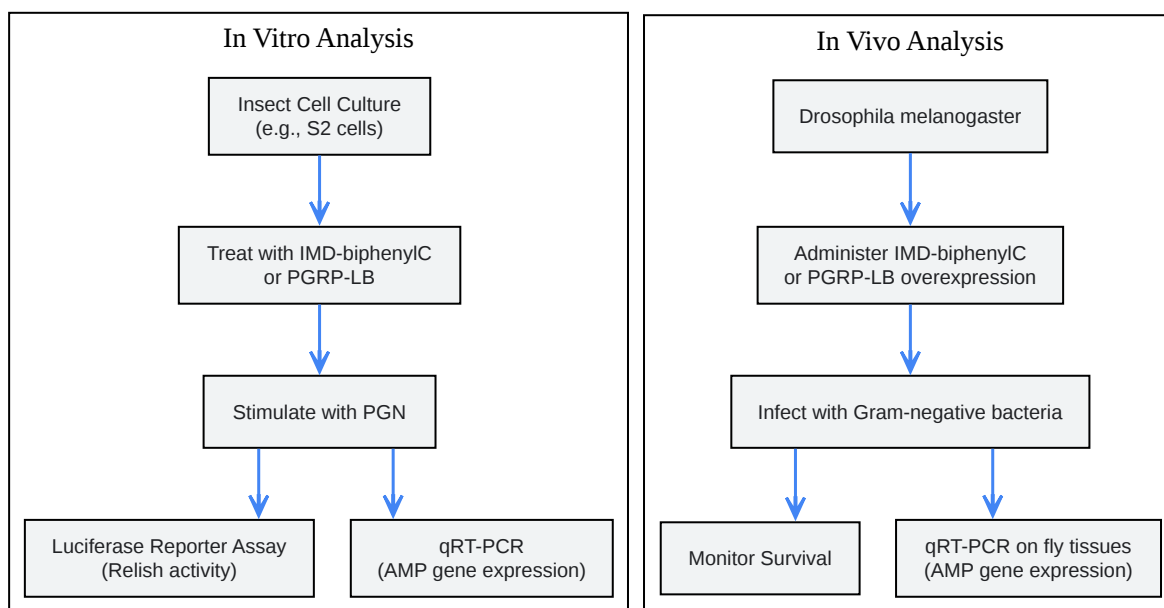 In Vitro Analysis
Insect Cell Culture
(e.g., S2 cells)
Treat with IMD-biphenylC
or PGRP-LB
Stimulate with PGN
Luciferase Reporter Assay
(Relish activity)
qRT-PCR
(AMP gene expression)
In Vivo Analysis
Drosophila melanogaster
Administer IMD-biphenylC
or PGRP-LB overexpression
Infect with Gram-negative bacteria
Monitor Survival
qRT-PCR on fly tissues
(AMP gene expression)